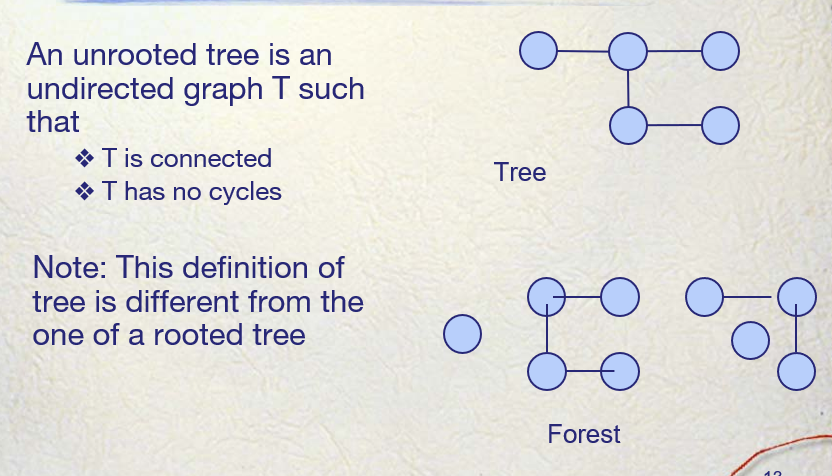 An unrooted tree is an
undirected graph T such
that
❖ T is connected
❖ T has no cycles
Tree
Note: This definition of
tree is different from the
one of a rooted tree
Forest